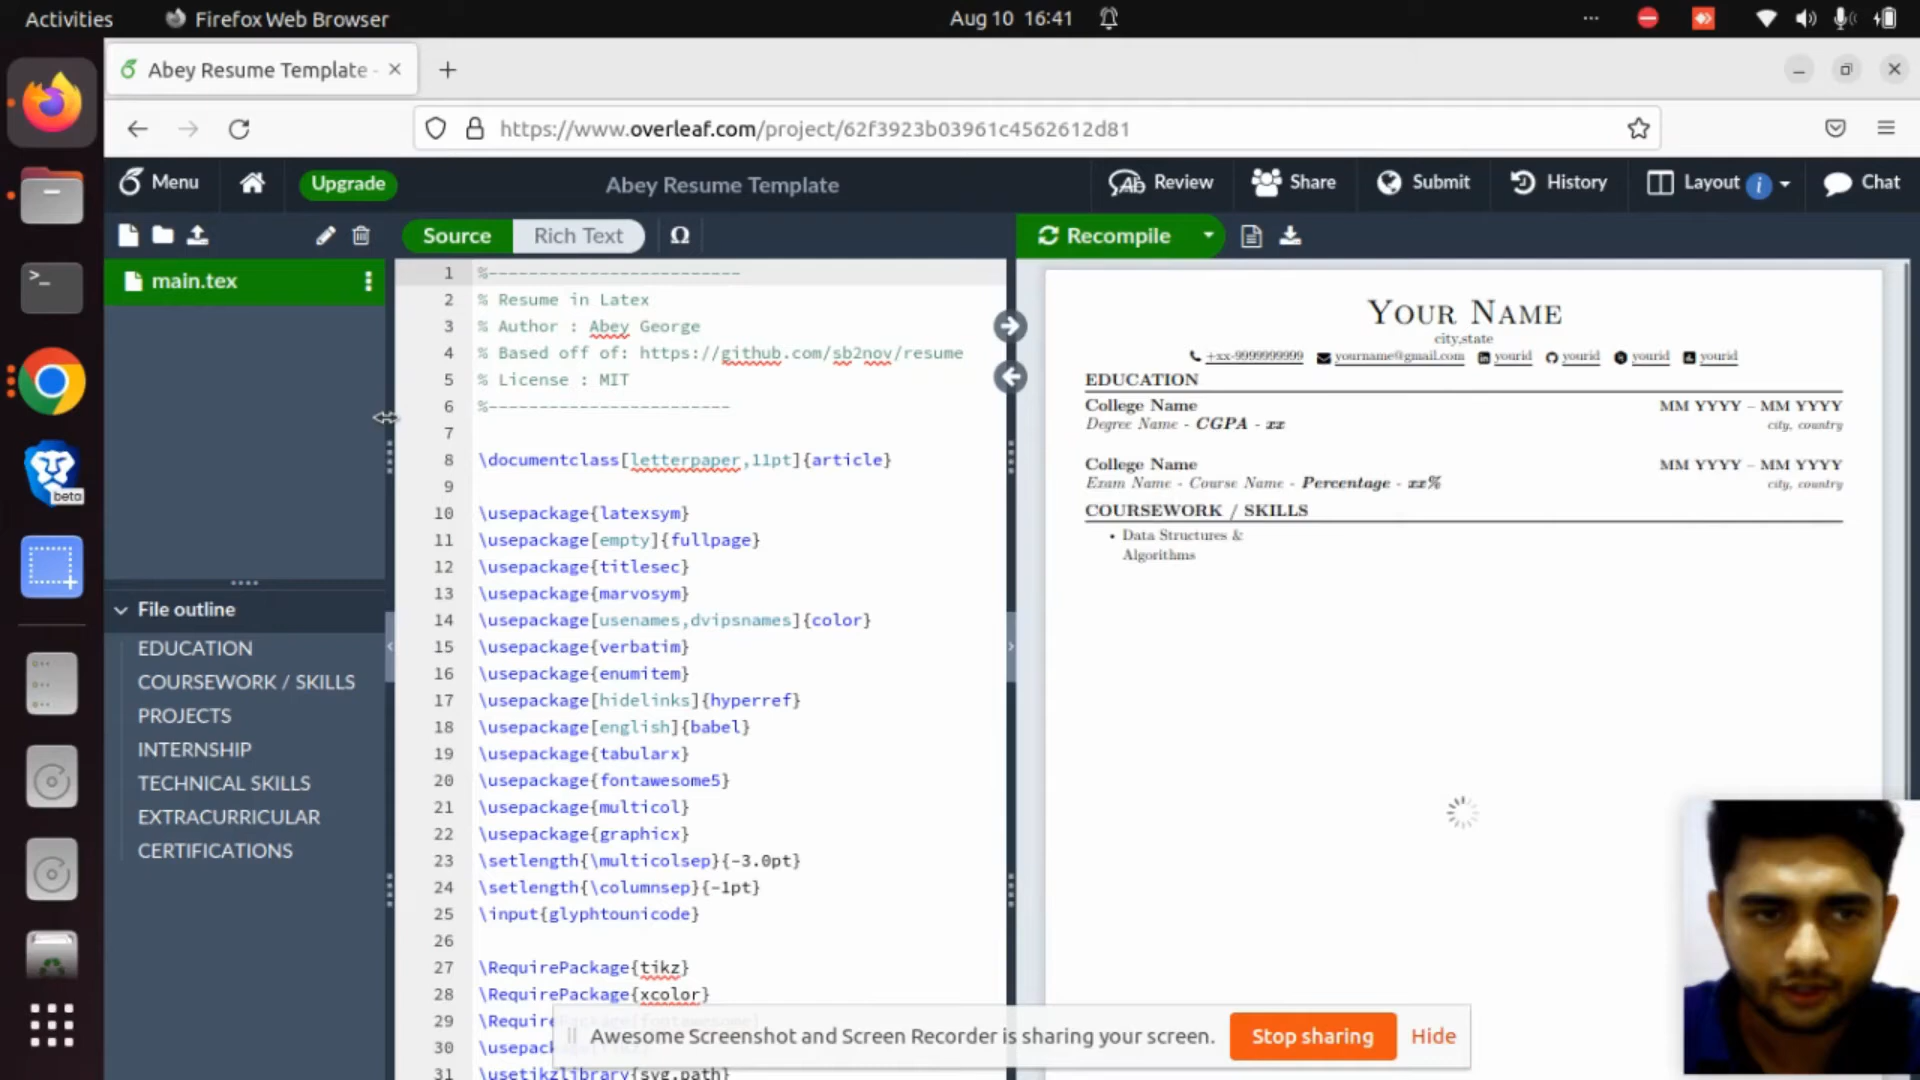 Activities Firefox Web Browser Aug 10 16:41
Abey Resume Template -
https://www.overleaf.com/project/62f3923b03961c4562612d81
Menu Upgrade Abey Resume Template Review Share Submit History Layout i Chat
Source Rich Text Ω Recompile
main.tex
File outline
EDUCATION
COURSEWORK / SKILLS
PROJECTS
INTERNSHIP
TECHNICAL SKILLS
EXTRACURRICULAR
CERTIFICATIONS
beta
1 %-------------------------
2 % Resume in Latex
3 % Author : Abey George
4 % Based off of: https://github.com/sb2nov/resume
5 % License : MIT
6 %------------------------
7
8 \documentclass[letterpaper,11pt]{article}
9
10 \usepackage{latexsym}
11 \usepackage[empty]{fullpage}
12 \usepackage{titlesec}
13 \usepackage{marvosym}
14 \usepackage[usenames,dvipsnames]{color}
15 \usepackage{verbatim}
16 \usepackage{enumitem}
17 \usepackage[hidelinks]{hyperref}
18 \usepackage[english]{babel}
19 \usepackage{tabularx}
20 \usepackage{fontawesome5}
21 \usepackage{multicol}
22 \usepackage{graphicx}
23 \setlength{\multicolsep}{-3.0pt}
24 \setlength{\columnsep}{-1pt}
25 \input{glyphtounicode}
26
27 \RequirePackage{tikz}
28 \RequirePackage{xcolor}
29
30
31 \usetikzlibrary{svg.path}
YOUR NAME
city,state
+xx-9999999999 yourname@gmail.com yourid yourid yourid yourid
EDUCATION
College Name MM YYYY – MM YYYY
Degree Name - CGPA - xx city, country
College Name MM YYYY – MM YYYY
Exam Name - Course Name - Percentage - xx% city, country
COURSEWORK / SKILLS
• Data Structures &
Algorithms
Awesome Screenshot and Screen Recorder is sharing your screen. Stop sharing Hide